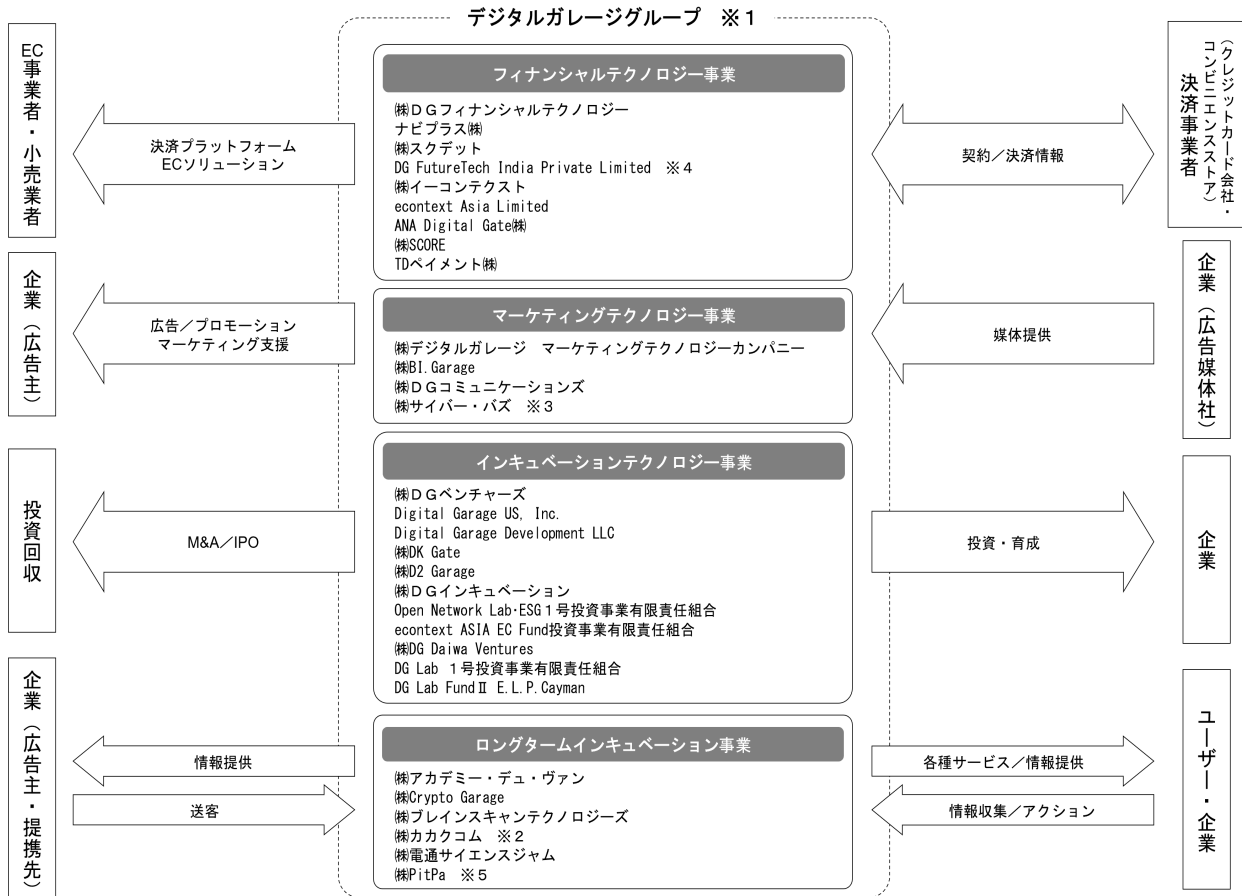 デジタルガレージグループ　※１
EC事業者・小売業者
決済プラットフォーム
ECソリューション
フィナンシャルテクノロジー事業
㈱ＤＧフィナンシャルテクノロジー
ナビプラス㈱
㈱スクデット
DG FutureTech India Private Limited　※４
㈱イーコンテクスト
econtext Asia Limited
ANA Digital Gate㈱
㈱SCORE
TDペイメント㈱
契約／決済情報
決済事業者
（クレジットカード会社・
コンビニエンスストア）
企業（広告主）
広告／プロモーション
マーケティング支援
マーケティングテクノロジー事業
㈱デジタルガレージ　マーケティングテクノロジーカンパニー
㈱BI.Garage
㈱ＤＧコミュニケーションズ
㈱サイバー・バズ　※３
媒体提供
企業（広告媒体社）
投資回収
M&A／IPO
インキュベーションテクノロジー事業
㈱ＤＧベンチャーズ
Digital Garage US, Inc.
Digital Garage Development LLC
㈱DK Gate
㈱D2 Garage
㈱ＤＧインキュベーション
Open Network Lab･ESG１号投資事業有限責任組合
econtext ASIA EC Fund投資事業有限責任組合
㈱DG Daiwa Ventures
DG Lab １号投資事業有限責任組合
DG Lab FundⅡ E.L.P.Cayman
投資・育成
企業
企業（広告主・提携先）
情報提供
送客
ロングタームインキュベーション事業
㈱アカデミー・デュ・ヴァン
㈱Crypto Garage
㈱ブレインスキャンテクノロジーズ
㈱カカクコム　※２
㈱電通サイエンスジャム
㈱PitPa　※５
各種サービス／情報提供
情報収集／アクション
ユーザー・企業